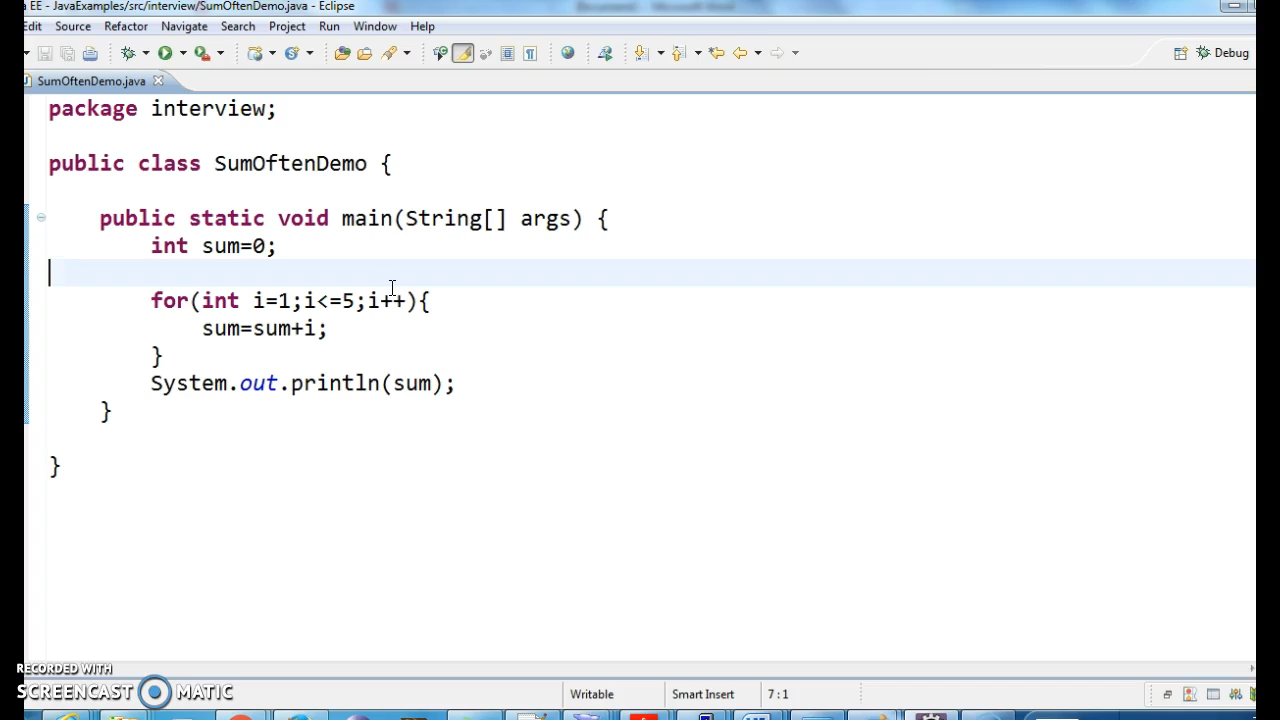 EE - JavaExamples/src/interview/SumOftenDemo.java - Eclipse
Edit Source Refactor Navigate Search Project Run Window Help
Debug
SumOftenDemo.java
package interview;
public class SumOftenDemo {
public static void main(String[] args) {
int sum=0;
for(int i=1;i<=5;i++){
sum=sum+i;
}
System.out.println(sum);
}
}
RECORDED WITH
SCREENCAST MATIC
Writable Smart Insert 7:1